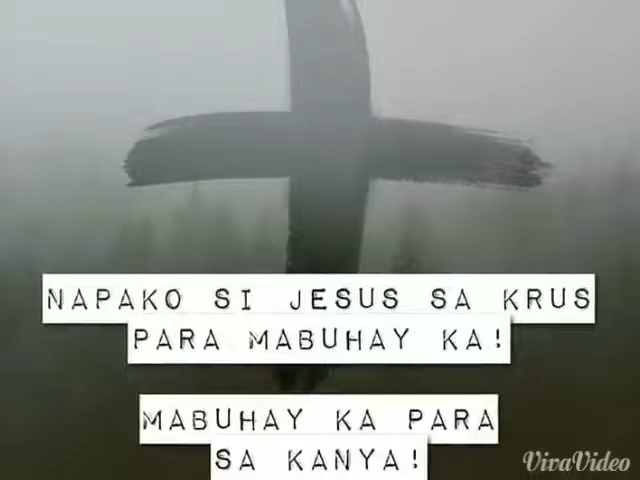 NAPAKO SI JESUS SA KRUS
PARA MABUHAY KA!
MABUHAY KA PARA
SA KANYA!
VivaVideo